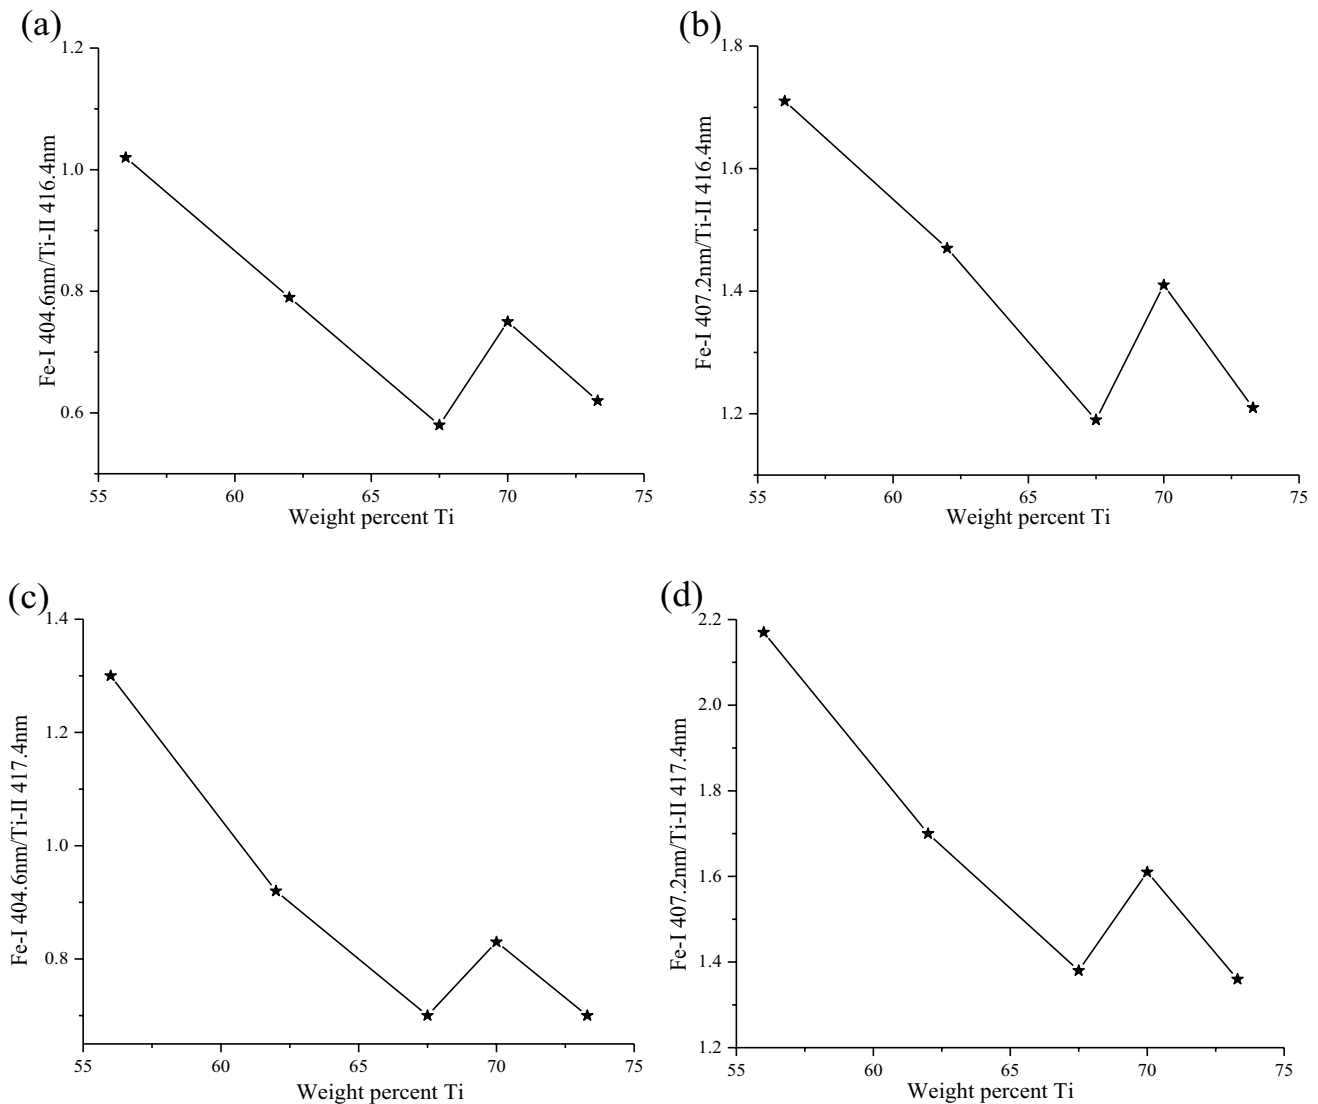 (a)
1.2
1.0
0.8
0.6
Fe-I 404.6nm/Ti-II 416.4nm
55 60 65 70 75
Weight percent Ti
(b)
1.8
1.6
1.4
1.2
Fe-I 407.2nm/Ti-II 416.4nm
55 60 65 70 75
Weight percent Ti
(c)
1.4
1.2
1.0
0.8
Fe-I 404.6nm/Ti-II 417.4nm
55 60 65 70 75
Weight percent Ti
(d)
2.2
2.0
1.8
1.6
1.4
1.2
Fe-I 407.2nm/Ti-II 417.4nm
55 60 65 70 75
Weight percent Ti